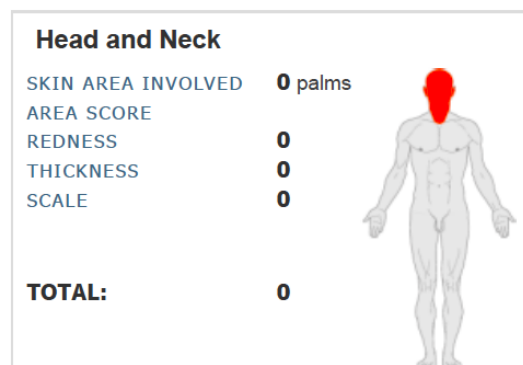 Head and Neck
SKIN AREA INVOLVED 0 palms
AREA SCORE
REDNESS 0
THICKNESS 0
SCALE 0
TOTAL: 0